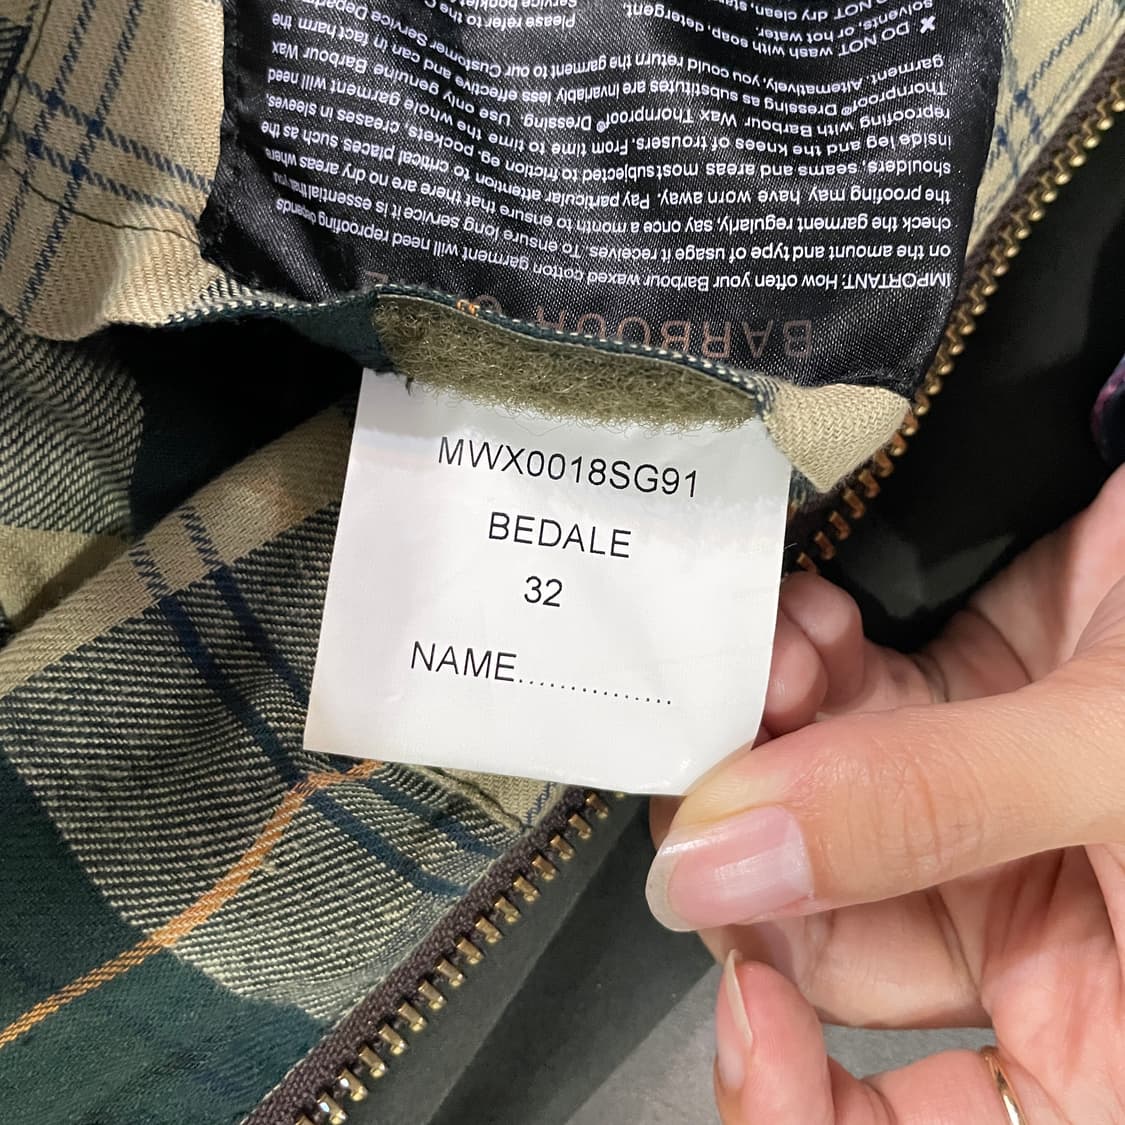 MWX0018SG91
BEDALE
32
NAME...............
BARBOUR
IMPORTANT: How often your Barbour waxed cotton garment will need reproofing depends
on the amount and type of usage it receives. To ensure long service it is essential that you
check the garment regularly, say once a month to ensure that there are no dry areas where
the proofing may have worn away. Pay particular attention to critical places such as the
shoulders, seams and areas most subjected to friction eg. pockets, creases in sleeves,
inside leg and the knees of trousers. From time to time the whole garment will need
reproofing with Barbour Wax Thornproof® Dressing. Use only genuine Barbour Wax
Thornproof® Dressing as substitutes are invariably less effective and can in fact harm the
garment. Alternatively, you could return the garment to our Customer Service
Please refer to the
service booklet
✖ DO NOT wash with soap, detergent,
solvents, or hot water.
NOT dry clean,